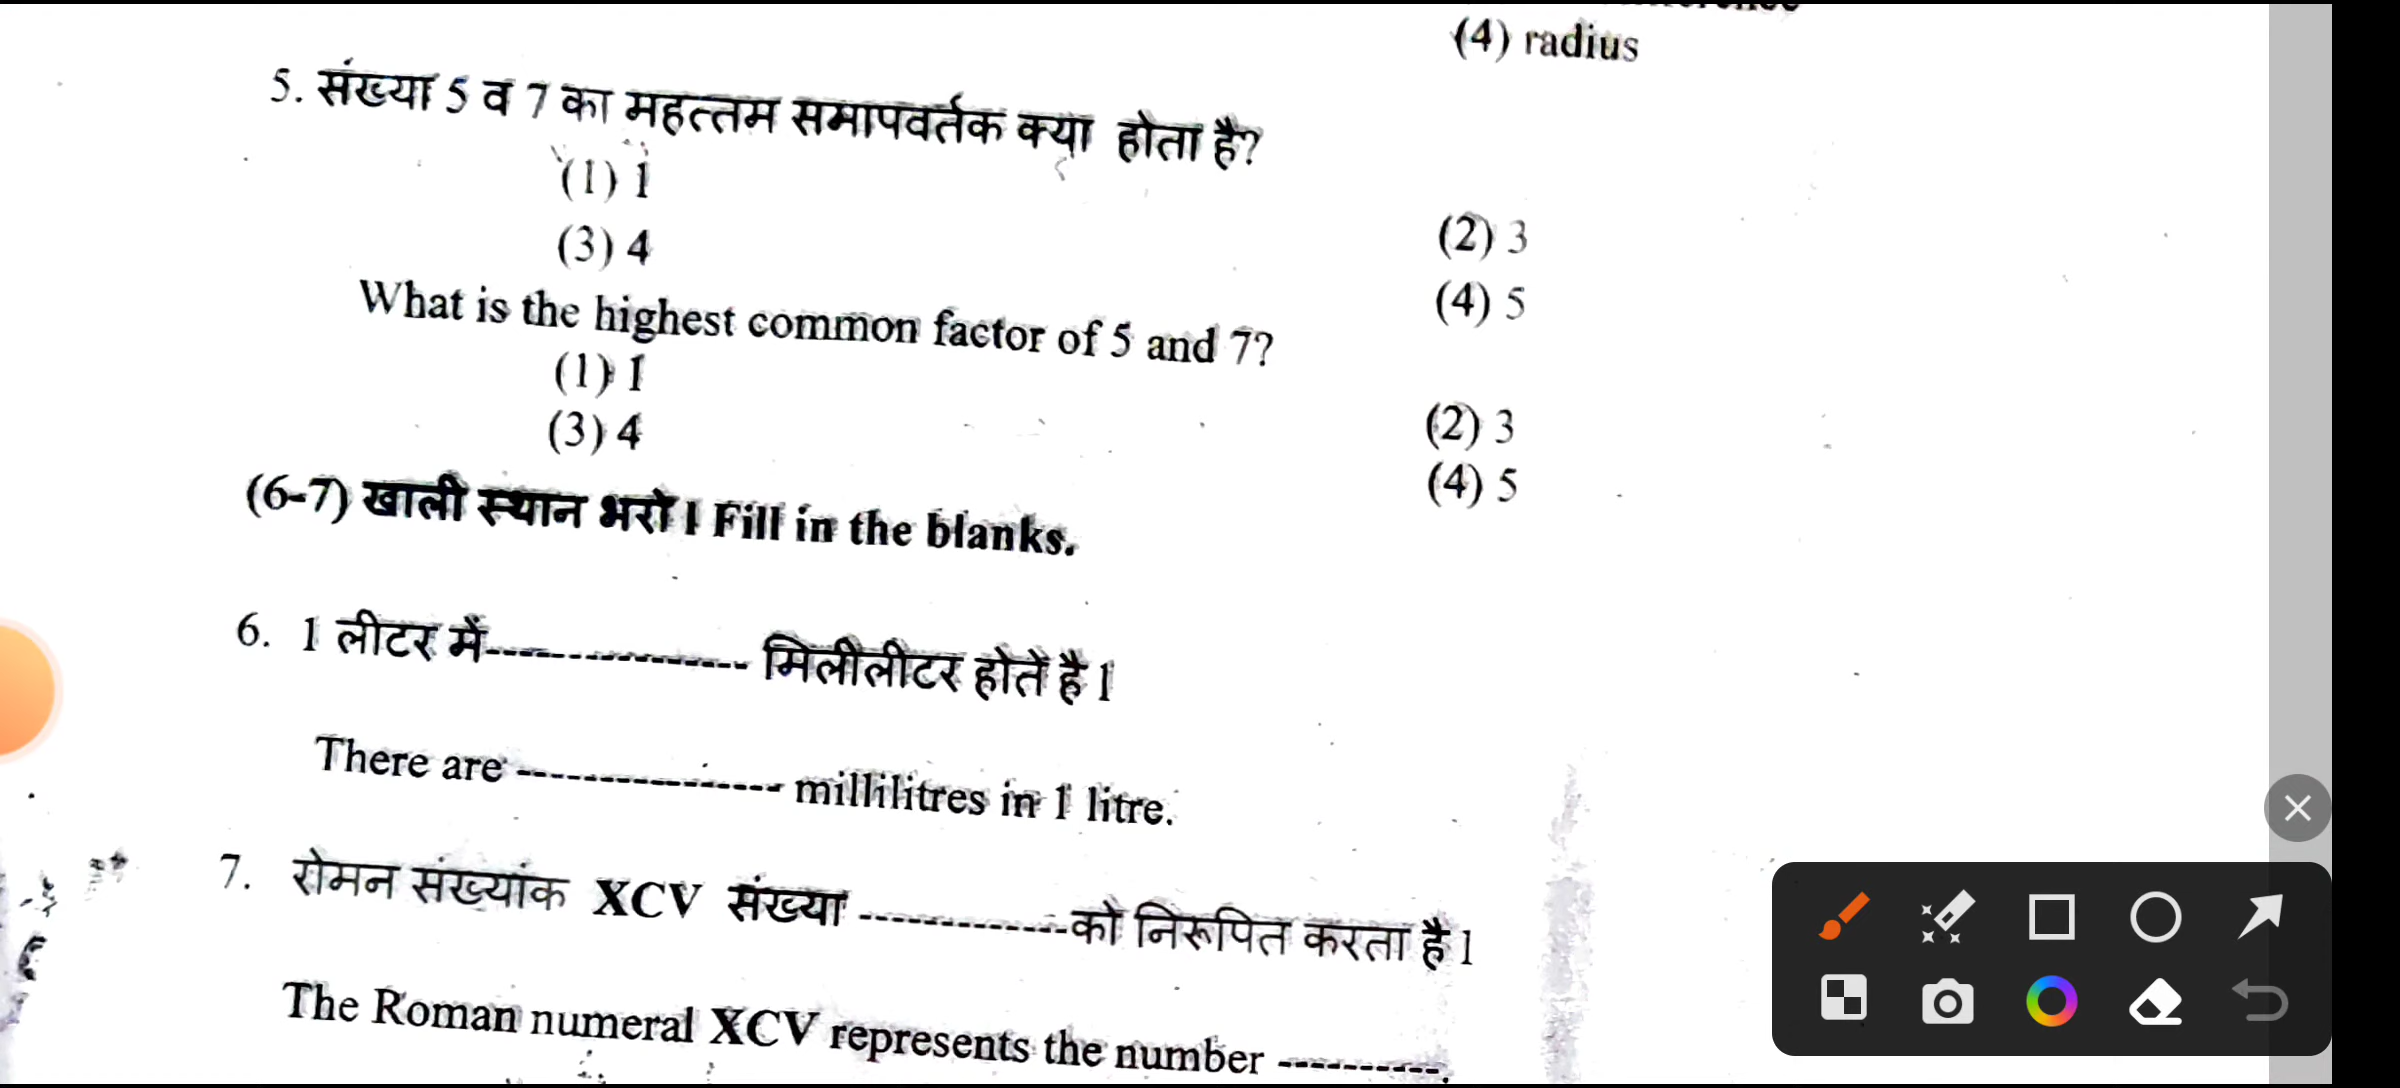 (4) radius
5. संख्या 5 व 7 का महत्तम समापवर्तक क्या होता है?
(1) 1
(2) 3
(3) 4
(4) 5
What is the highest common factor of 5 and 7?
(1) 1
(2) 3
(3) 4
(4) 5
(6-7) खाली स्थान भरो I Fill in the blanks.
6. 1 लीटर में---------------- मिलीलीटर होतें है I
There are ---------------- millilitres in 1 litre.
7. रोमन संख्यांक XCV संख्या -------------को निरूपित करता है I
The Roman numeral XCV represents the number ----------.